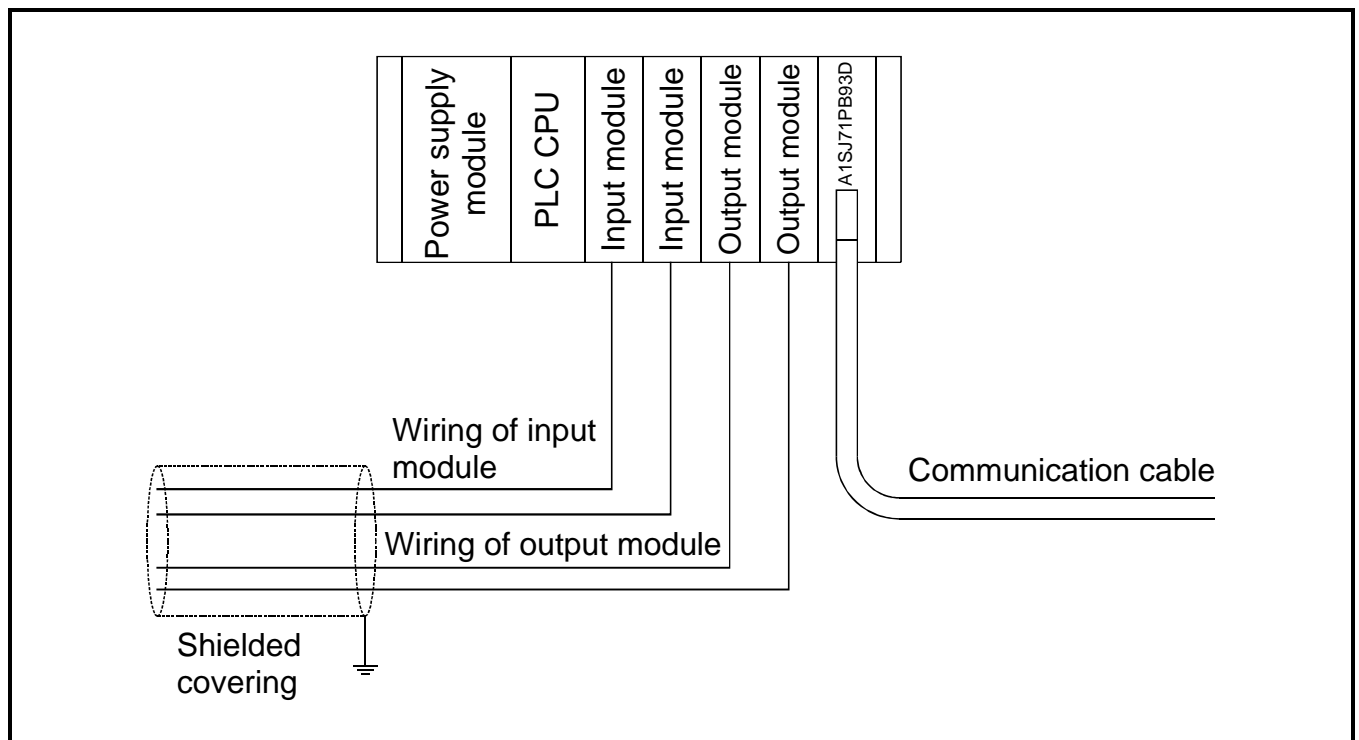 Power supply
module
PLC CPU
Input module
Input module
Output module
Output module
A1SJ71PB93D
Wiring of input
module
Communication cable
Wiring of output module
Shielded
covering